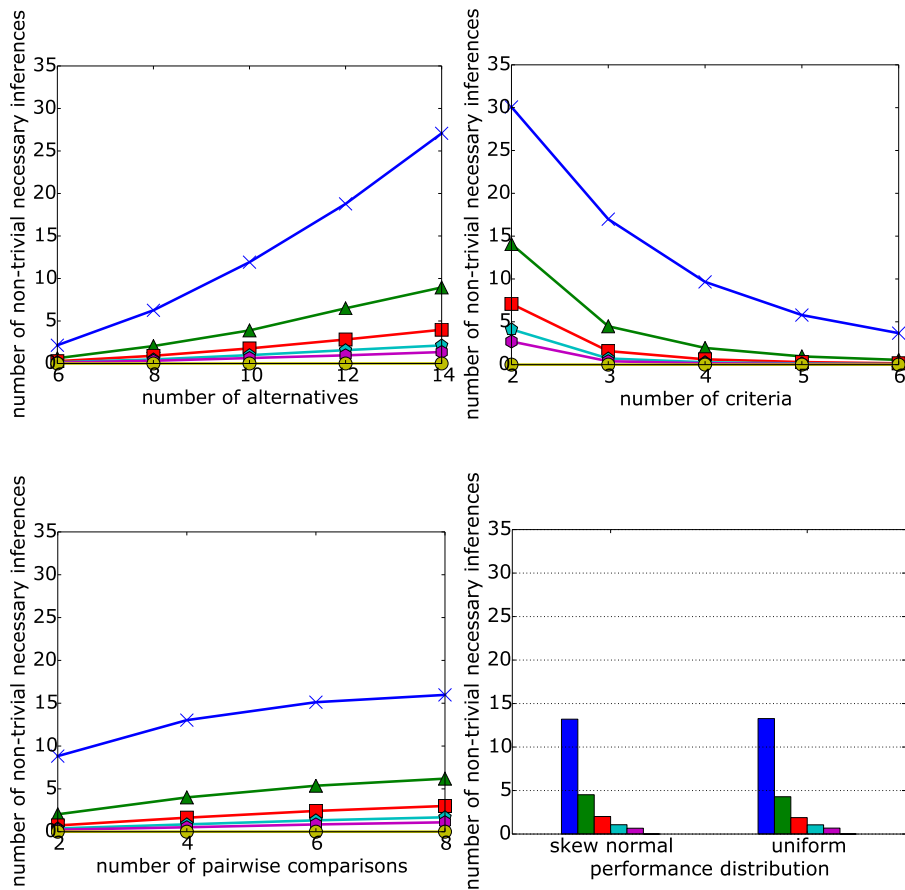 number of non-trivial necessary inferences
35
30
25
20
15
10
5
0
6 8 10 12 14
number of alternatives
number of non-trivial necessary inferences
35
30
25
20
15
10
5
0
2 3 4 5 6
number of criteria
number of non-trivial necessary inferences
35
30
25
20
15
10
5
0
2 4 6 8
number of pairwise comparisons
number of non-trivial necessary inferences
35
30
25
20
15
10
5
0
skew normal uniform
performance distribution